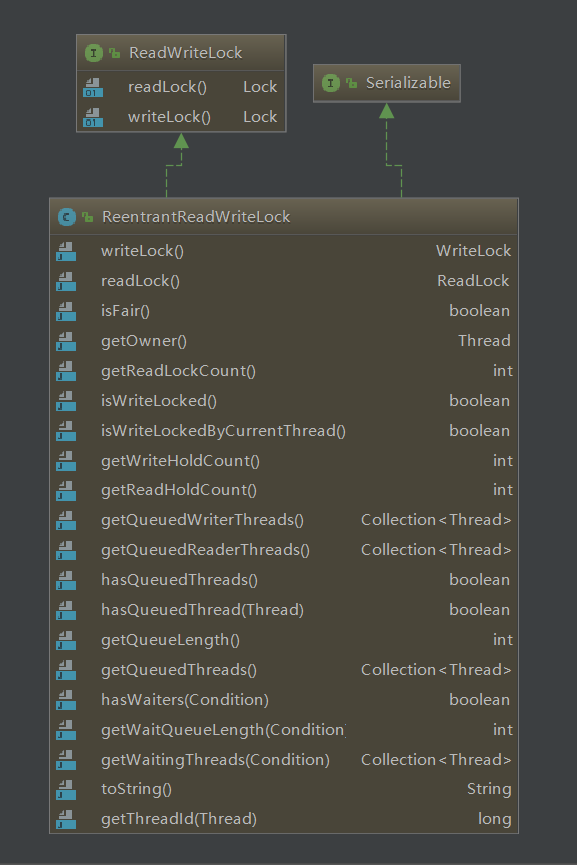 ReadWriteLock
readLock() Lock
writeLock() Lock
Serializable
ReentrantReadWriteLock
writeLock() WriteLock
readLock() ReadLock
isFair() boolean
getOwner() Thread
getReadLockCount() int
isWriteLocked() boolean
isWriteLockedByCurrentThread() boolean
getWriteHoldCount() int
getReadHoldCount() int
getQueuedWriterThreads() Collection<Thread>
getQueuedReaderThreads() Collection<Thread>
hasQueuedThreads() boolean
hasQueuedThread(Thread) boolean
getQueueLength() int
getQueuedThreads() Collection<Thread>
hasWaiters(Condition) boolean
getWaitQueueLength(Condition) int
getWaitingThreads(Condition) Collection<Thread>
toString() String
getThreadId(Thread) long